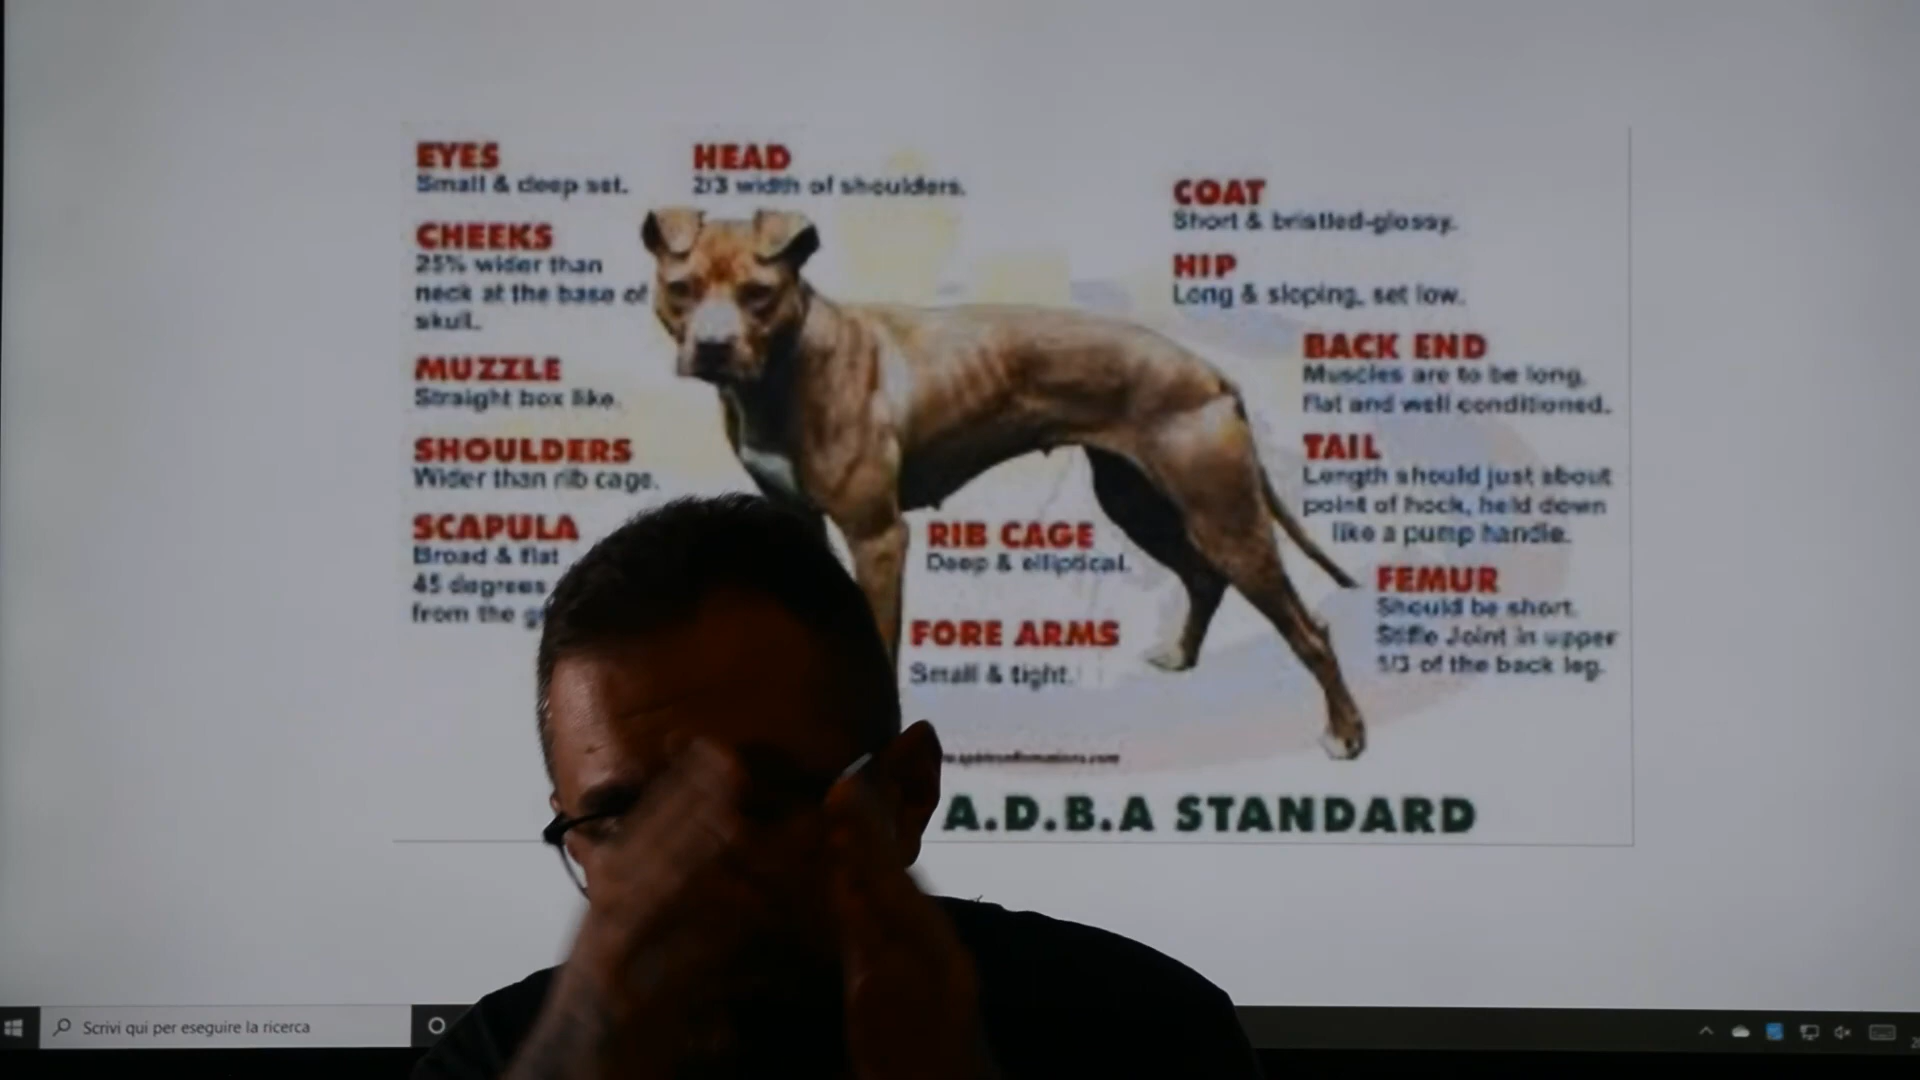 EYES
Small & deep set.
HEAD
2/3 width of shoulders.
CHEEKS
25% wider than
neck at the base of
skull.
MUZZLE
Straight box like.
SHOULDERS
Wider than rib cage.
SCAPULA
Broad & flat
45 degrees
from the
COAT
Short & bristled-glossy.
HIP
Long & sloping, set low.
BACK END
Muscles are to be long,
flat and well conditioned.
TAIL
Length should just about
point of hock, held down
like a pump handle.
RIB CAGE
Deep & elliptical.
FORE ARMS
Small & tight.
FEMUR
Should be short.
Stifle Joint in upper
1/3 of the back leg.
A.D.B.A STANDARD
Scrivi qui per eseguire la ricerca